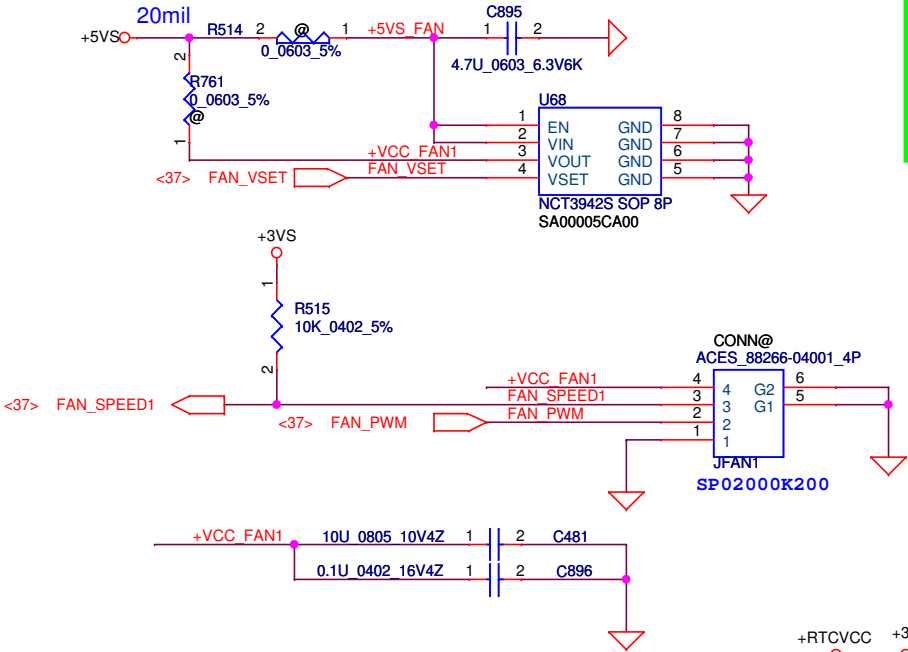 20mil
+5VS
R514
2
@
1
+5VS_FAN
0_0603_5%
C895
1
2
4.7U_0603_6.3V6K
2
R761
0_0603_5%
@
1
U68
1
EN
GND
8
2
VIN
GND
7
+VCC_FAN1
3
VOUT
GND
6
<37>
FAN_VSET
FAN_VSET
4
VSET
GND
5
NCT3942S SOP 8P
SA00005CA00
+3VS
1
R515
10K_0402_5%
2
CONN@
ACES_88266-04001_4P
+VCC_FAN1
4
4
G2
6
<37>
FAN_SPEED1
FAN_SPEED1
3
3
G1
5
<37>
FAN_PWM
FAN_PWM
2
2
1
1
JFAN1
SP02000K200
+VCC_FAN1
10U_0805_10V4Z
1
2
C481
0.1U_0402_16V4Z
1
2
C896
+RTCVCC
+3